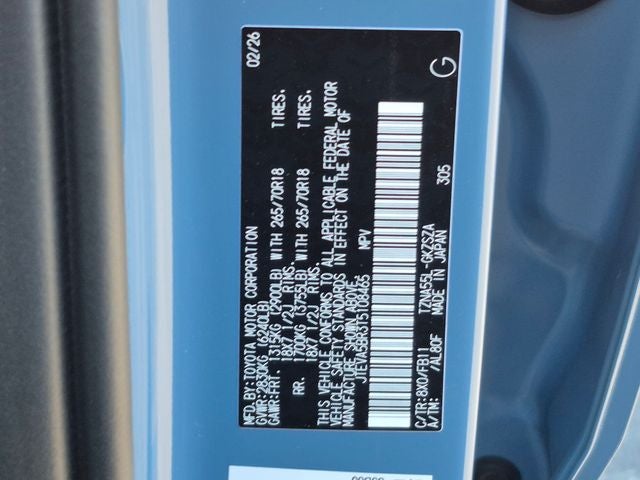 MFD.BY:TOYOTA MOTOR CORPORATION 02/26
GVWR:2830KG (6240LB)
GAWR:FRT. 1315KG (2900LB) WITH 265/70R18 TIRES.
18X7 1/2J RIMS.
RR. 1700KG (3755LB) WITH 265/70R18 TIRES.
18X7 1/2J RIMS.
THIS VEHICLE CONFORMS TO ALL APPLICABLE FEDERAL MOTOR
VEHICLE SAFETY STANDARDS IN EFFECT ON THE DATE OF
MANUFACTURE SHOWN ABOVE.
JTEVA5BR3T5108465 MPV
C/TR:8X0/FB11 TZNA55L-GKZSZA
A/TM: /AL80F MADE IN JAPAN
305
G